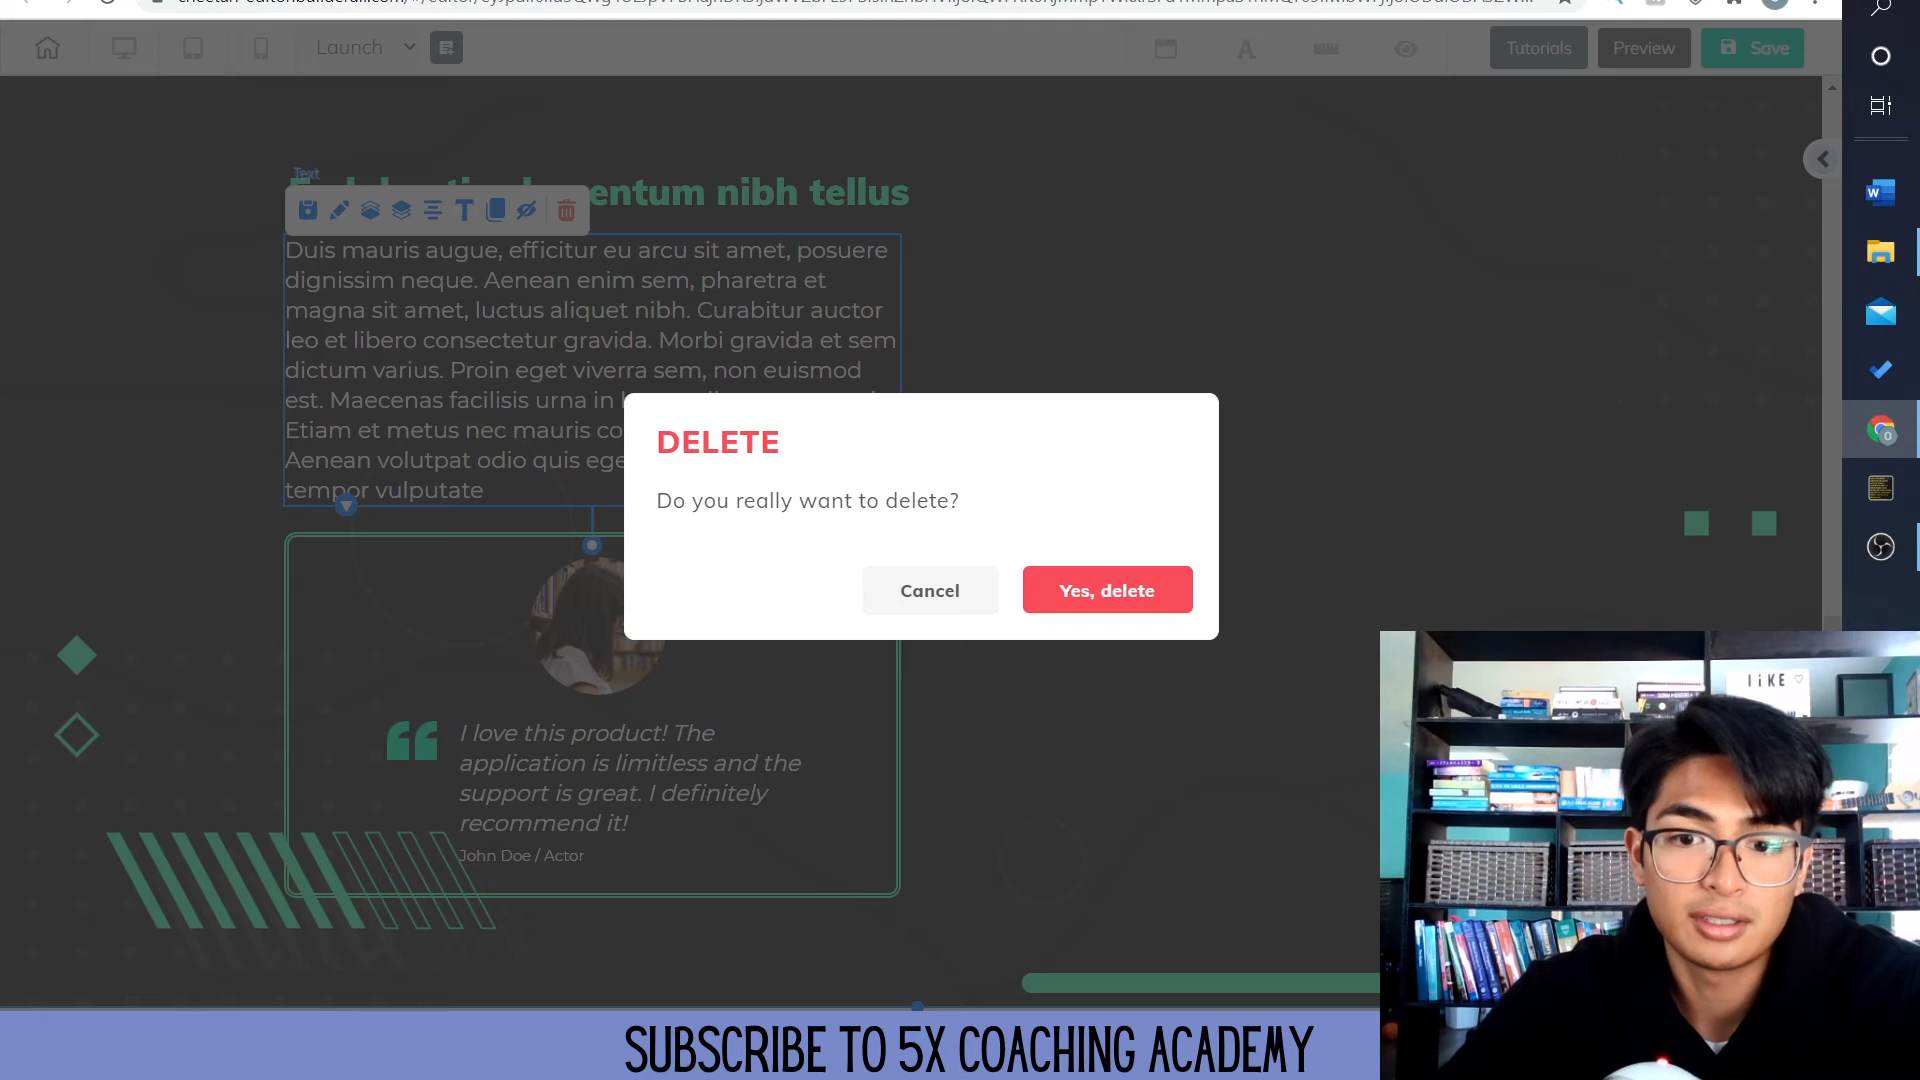 Launch
Tutorials
Preview
Save
Text
entum nibh tellus
Duis mauris augue, efficitur eu arcu sit amet, posuere
dignissim neque. Aenean enim sem, pharetra et
magna sit amet, luctus aliquet nibh. Curabitur auctor
leo et libero consectetur gravida. Morbi gravida et sem
dictum varius. Proin eget viverra sem, non euismod
est. Maecenas facilisis urna in
Etiam et metus nec mauris co
Aenean volutpat odio quis ege
tempor vulputate
DELETE
Do you really want to delete?
Cancel
Yes, delete
I love this product! The
application is limitless and the
support is great. I definitely
recommend it!
John Doe / Actor
LIKE
SUBSCRIBE TO 5X COACHING ACADEMY